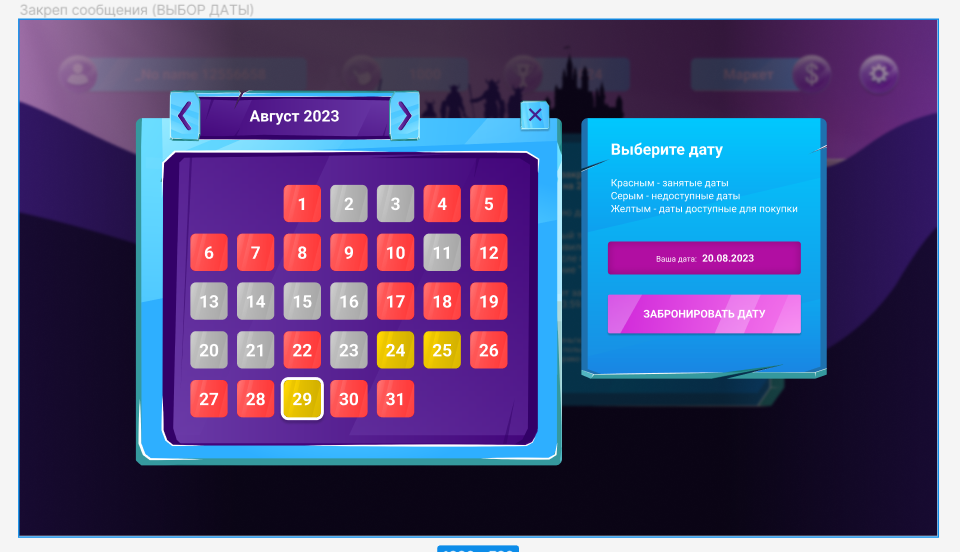 Закреп сообщения (ВЫБОР ДАТЫ)
Маркет
Август 2023
1 2 3 4 5
6 7 8 9 10 11 12
13 14 15 16 17 18 19
20 21 22 23 24 25 26
27 28 29 30 31
Выберите дату
Красным - занятые даты
Серым - недоступные даты
Желтым - даты доступные для покупки
Ваша дата: 20.08.2023
ЗАБРОНИРОВАТЬ ДАТУ